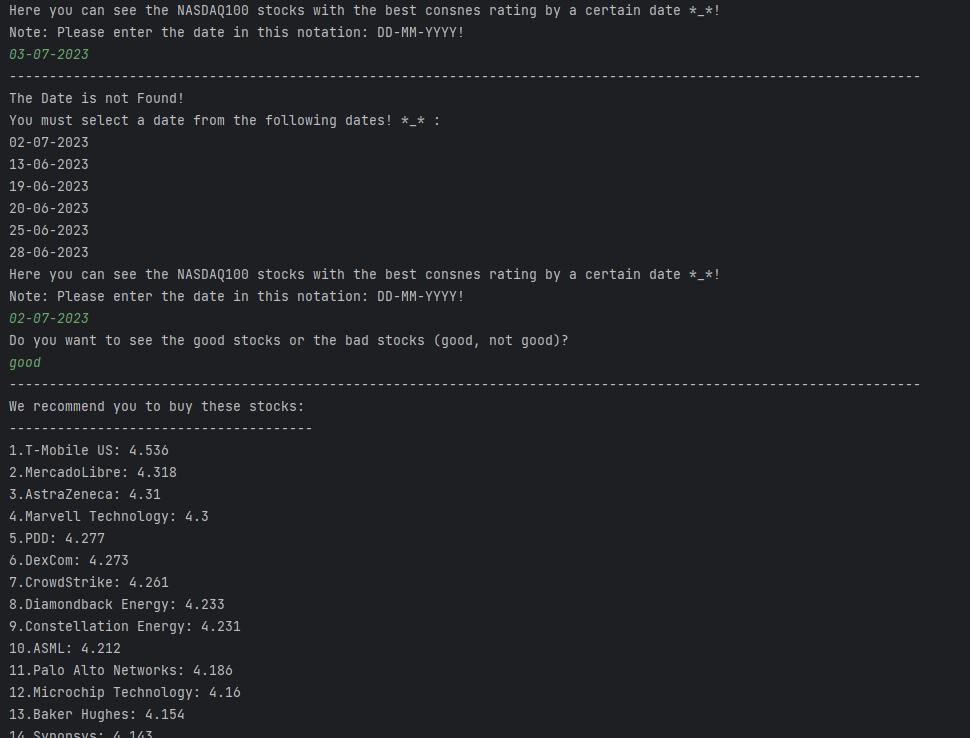 Here you can see the NASDAQ100 stocks with the best consnes rating by a certain date *_*!
Note: Please enter the date in this notation: DD-MM-YYYY!
03-07-2023
------------------------------------------------------------------------------------------------------------------
The Date is not Found!
You must select a date from the following dates! *_* :
02-07-2023
13-06-2023
19-06-2023
20-06-2023
25-06-2023
28-06-2023
Here you can see the NASDAQ100 stocks with the best consnes rating by a certain date *_*!
Note: Please enter the date in this notation: DD-MM-YYYY!
02-07-2023
Do you want to see the good stocks or the bad stocks (good, not good)?
good
------------------------------------------------------------------------------------------------------------------
We recommend you to buy these stocks:
--------------------------------------
1.T-Mobile US: 4.536
2.MercadoLibre: 4.318
3.AstraZeneca: 4.31
4.Marvell Technology: 4.3
5.PDD: 4.277
6.DexCom: 4.273
7.CrowdStrike: 4.261
8.Diamondback Energy: 4.233
9.Constellation Energy: 4.231
10.ASML: 4.212
11.Palo Alto Networks: 4.186
12.Microchip Technology: 4.16
13.Baker Hughes: 4.154
14.Synopsys: 4.143